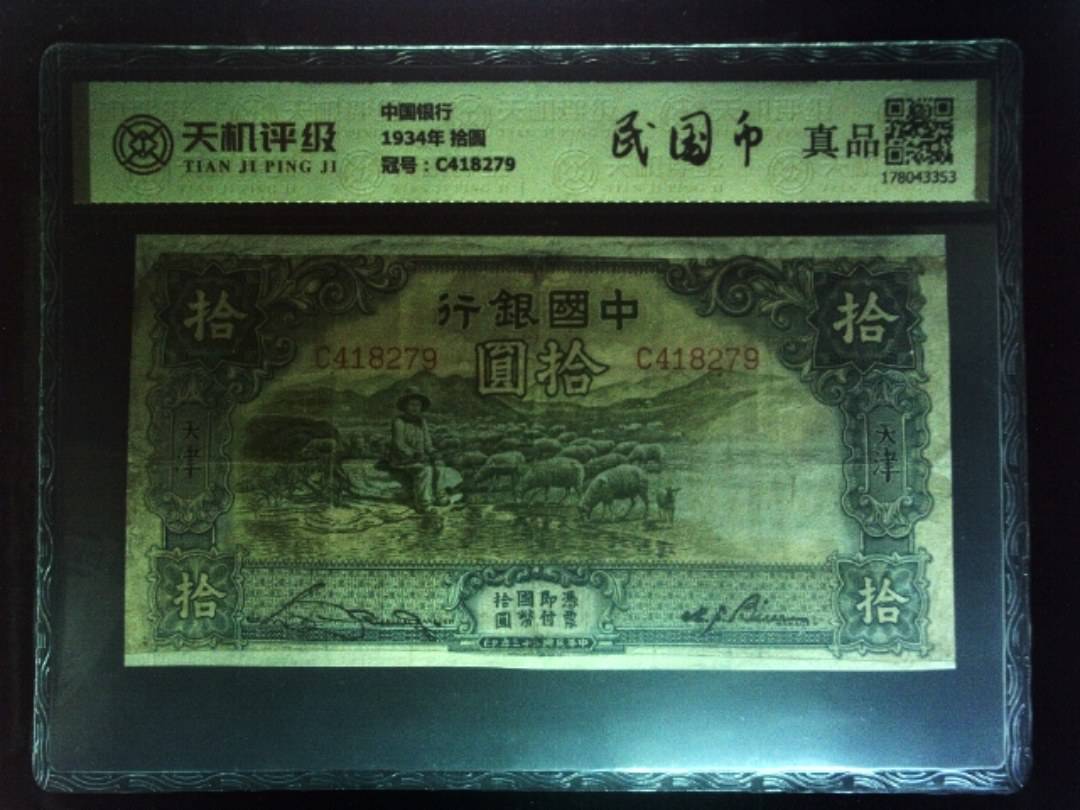 天机评级
TIAN JI PING JI
中国银行
1934年 拾圓
冠号：C418279
民国币
真品
178043353
拾
行銀國中
拾
C418279
圓拾
C418279
天津
天津
拾
憑票
即付
國幣
拾圓
拾